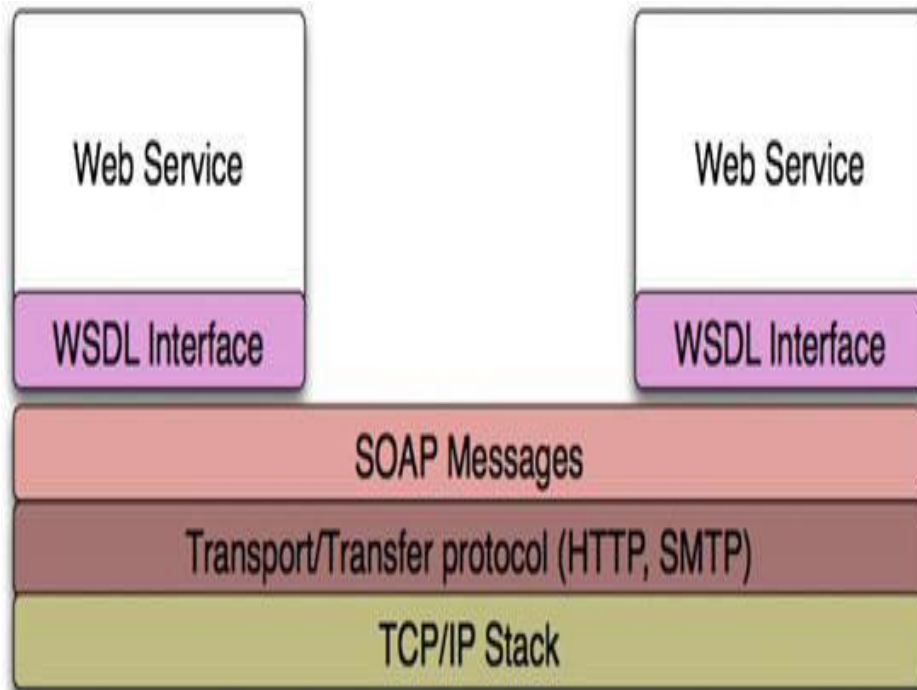 Web Service
Web Service
WSDL Interface
WSDL Interface
SOAP Messages
Transport/Transfer protocol (HTTP, SMTP)
TCP/IP Stack